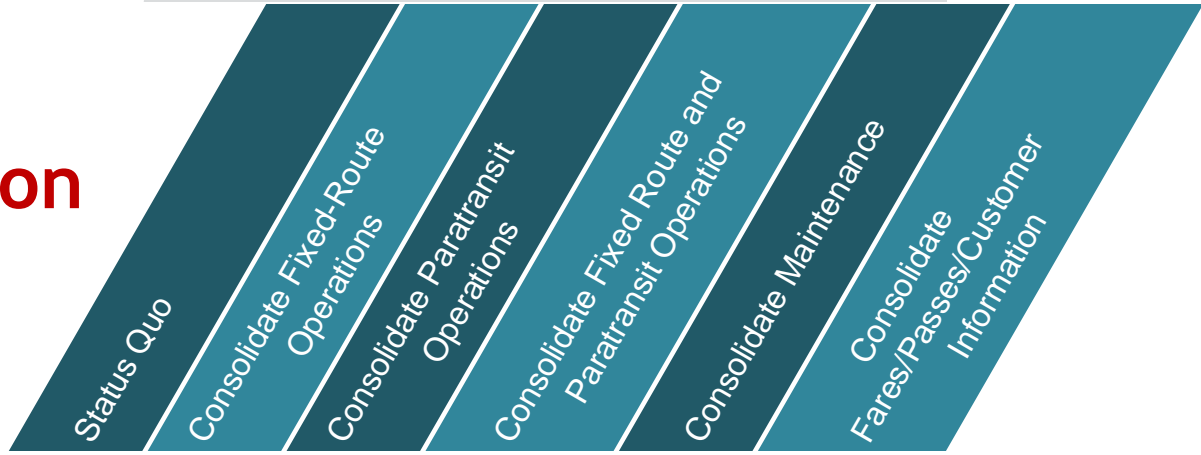 on
Status Quo
Consolidate Fixed-Route
Operations
Consolidate Paratransit
Operations
Consolidate Fixed Route and
Paratransit Operations
Consolidate Maintenance
Consolidate
Fares/Passes/Customer
Information